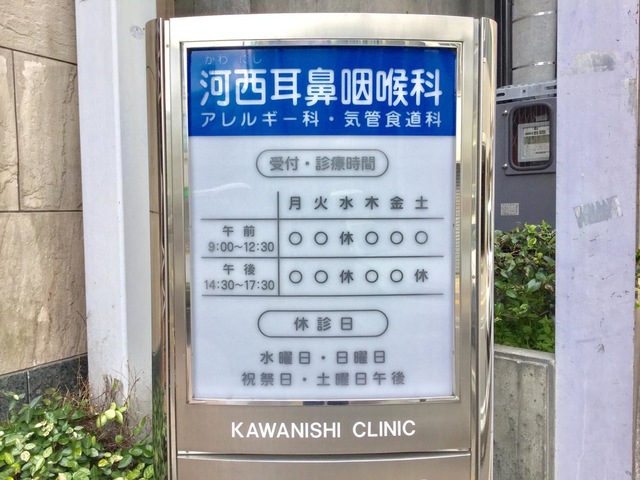 かわにし
河西耳鼻咽喉科
アレルギー科・気管食道科
受付・診療時間
月 火 水 木 金 土
午前
9:00～12:30 〇 〇 休 〇 〇 〇
午後
14:30～17:30 〇 〇 休 〇 〇 休
休診日
水曜日・日曜日
祝祭日・土曜日午後
KAWANISHI CLINIC